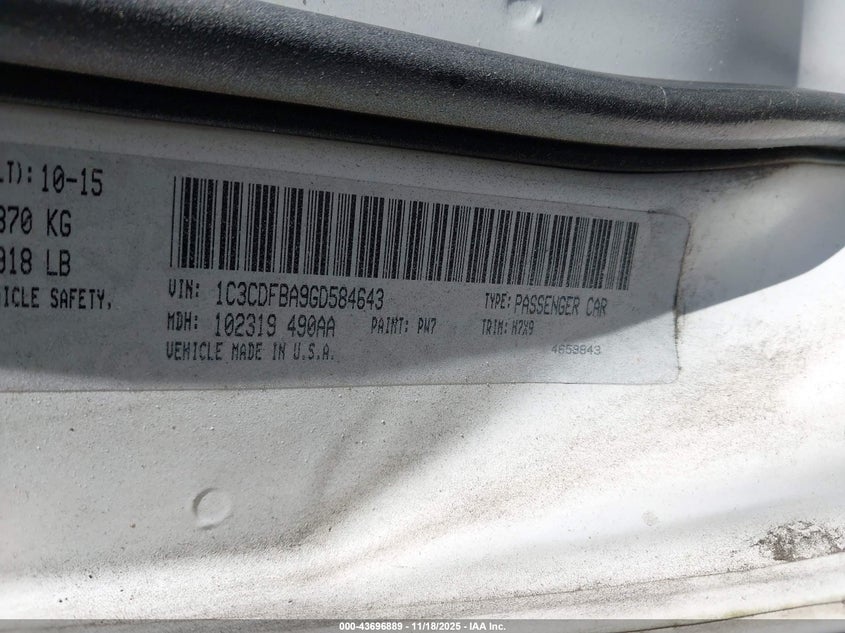 LT): 10-15
870 KG
918 LB
HICLE SAFETY,
VIN: 1C3CDFBA9GD584643 TYPE: PASSENGER CAR
MDH: 102319 490AA PAINT: PW7 TRIM: H7X9
VEHICLE MADE IN U.S.A. 4659843
000-43696889 - 11/18/2025 - IAA Inc.